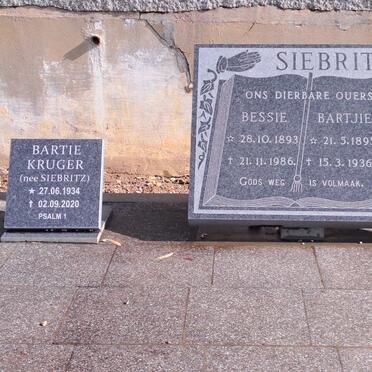 BARTIE
KRUGER
(nee SIEBRITZ)
★ 27.06.1934
✝ 02.09.2020
PSALM 1
SIEBRIT
ONS DIERBARE OUERS
BESSIE BARTJIE
☆ 28.10.1893 ☆ 21.5.189
✝ 21.11.1986. ✝ 15.3.1936
GODS WEG IS VOLMAAK.